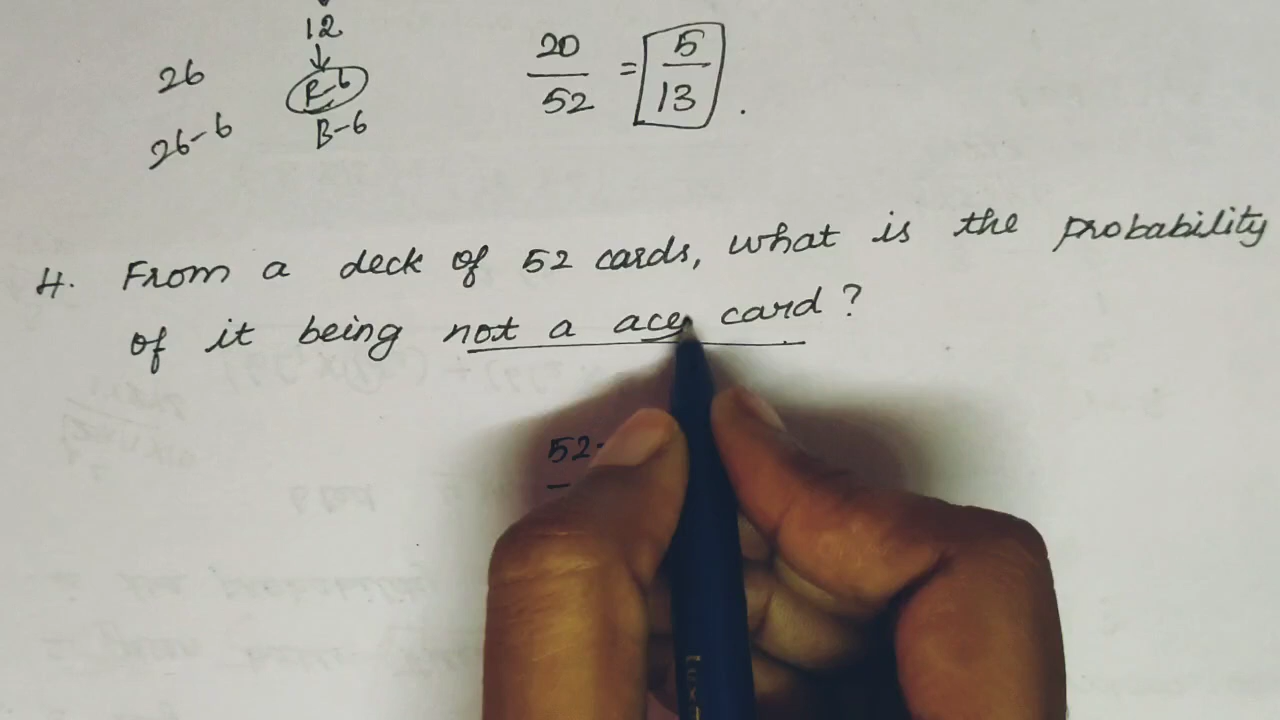 12
26
R-6
26-6
B-6
20/52 = 5/13.
4. From a deck of 52 cards, what is the probability
of it being not a ace card?
52-